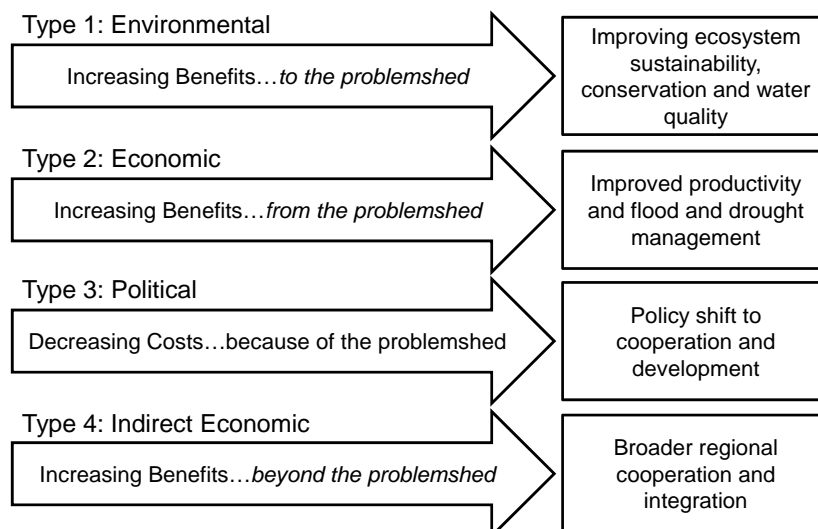 Type 1: Environmental
Increasing Benefits…to the problemshed
Improving ecosystem
sustainability,
conservation and water
quality
Type 2: Economic
Increasing Benefits…from the problemshed
Improved productivity
and flood and drought
management
Type 3: Political
Decreasing Costs…because of the problemshed
Policy shift to
cooperation and
development
Type 4: Indirect Economic
Increasing Benefits…beyond the problemshed
Broader regional
cooperation and
integration